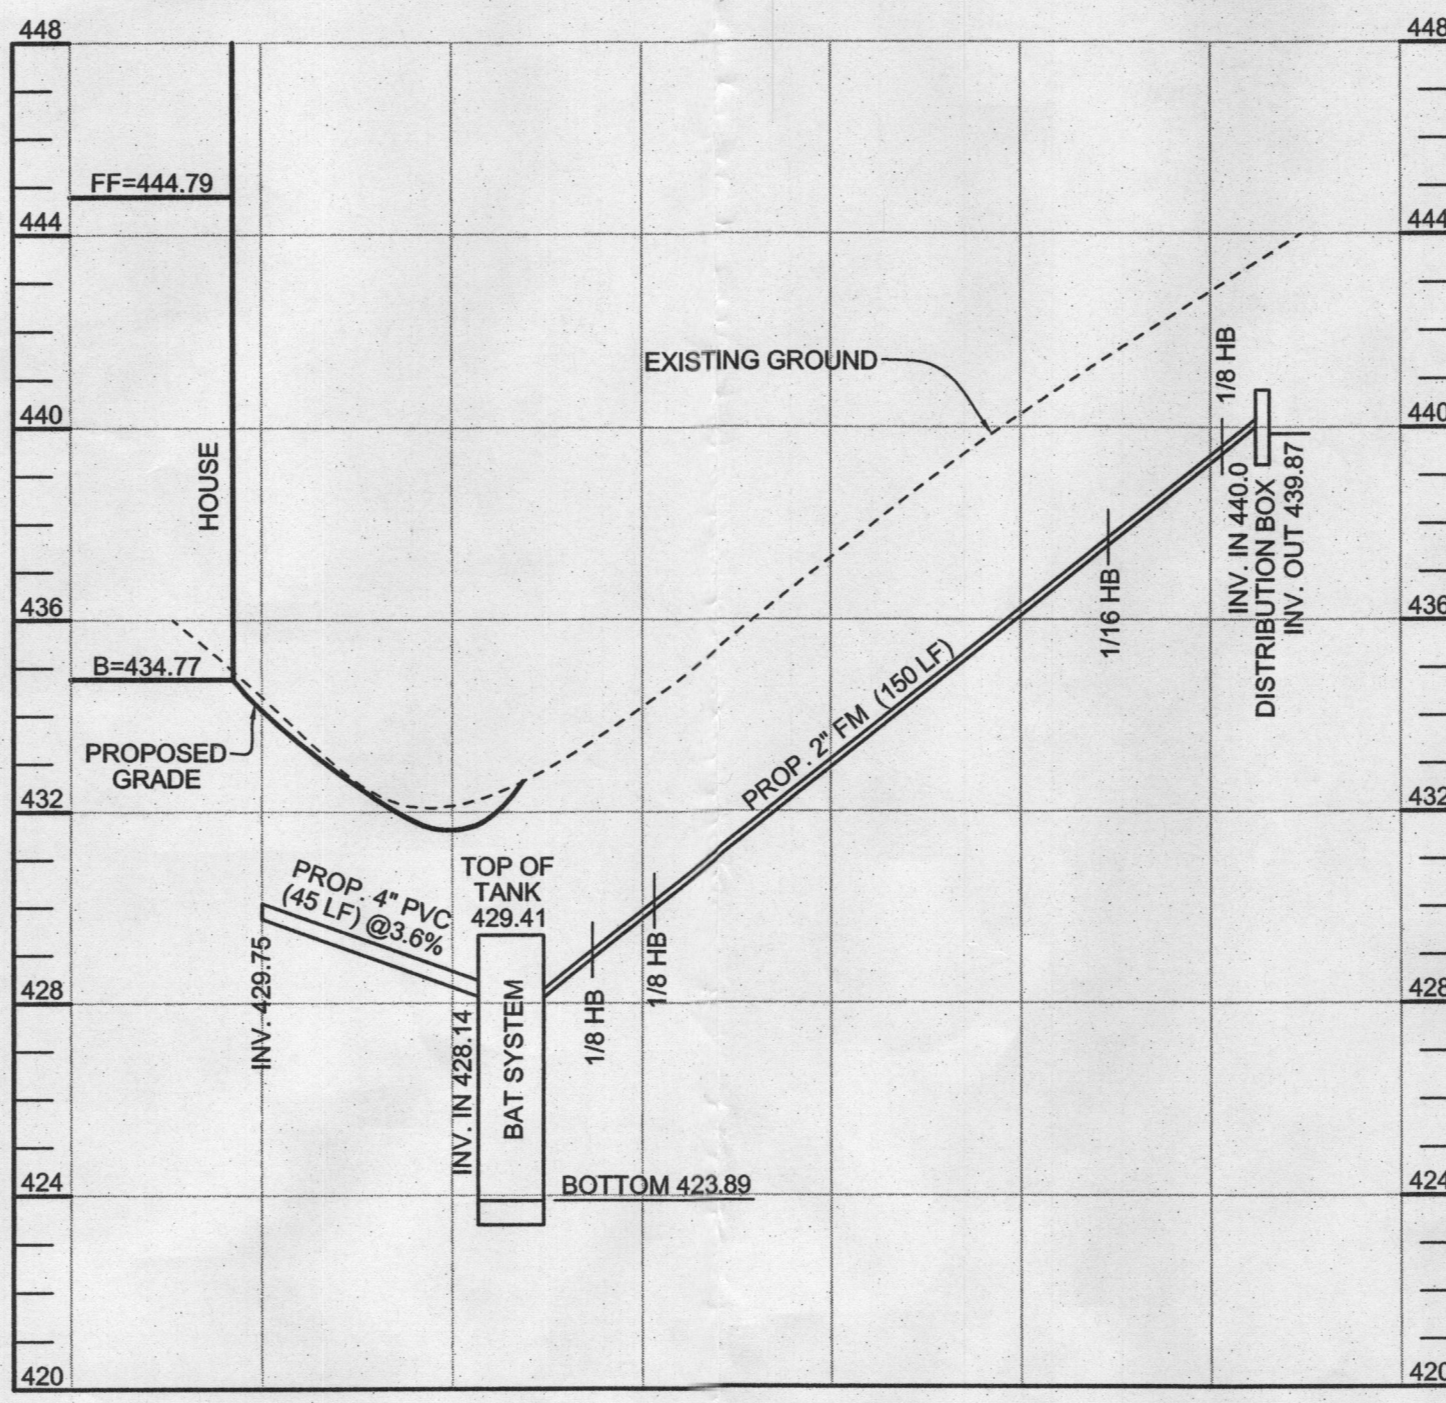 448
448
FF=444.79
444
444
EXISTING GROUND
1/8 HB
440
440
HOUSE
INV. IN 440.0
DISTRIBUTION BOX
INV. OUT 439.87
1/16 HB
436
436
B=434.77
PROP. 2" FM (150 LF)
PROPOSED
GRADE
432
432
PROP. 4" PVC
(45 LF) @3.6%
TOP OF
TANK
429.41
INV. 429.75
1/8 HB
428
428
INV. IN 428.14
BAT SYSTEM
1/8 HB
424
424
BOTTOM 423.89
420
420